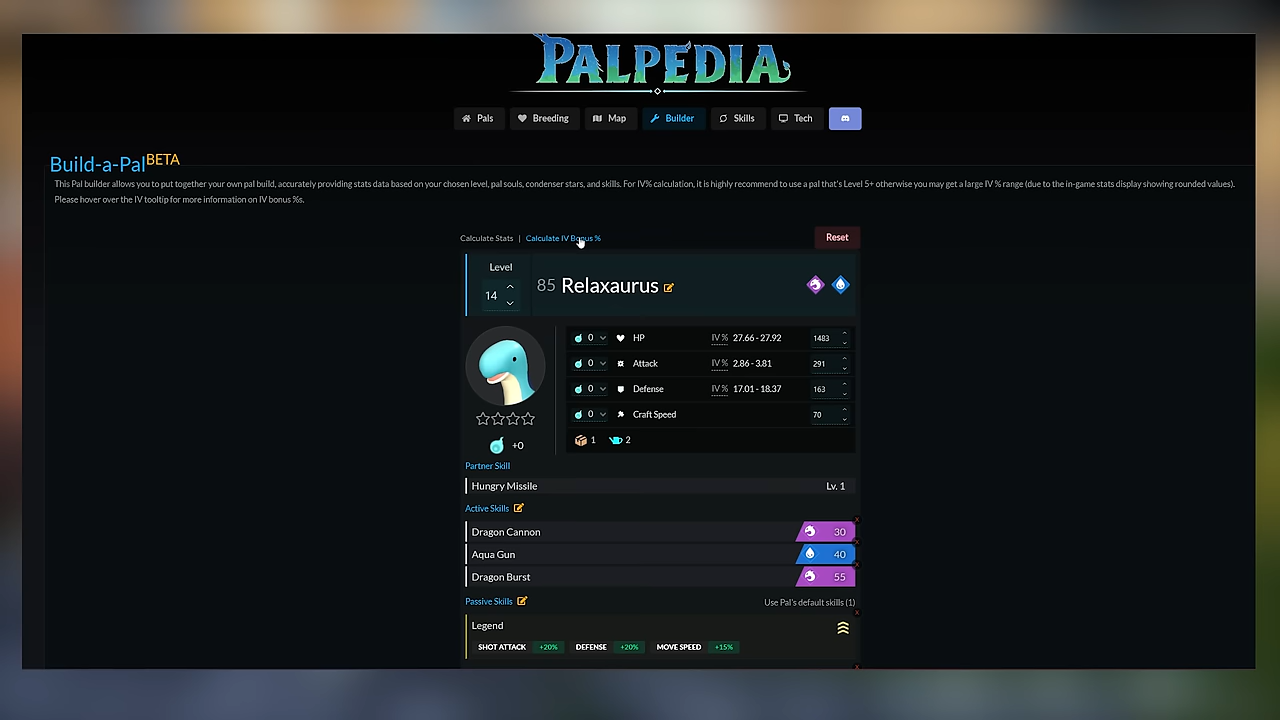 PALPEDIA
Pals Breeding Map Builder Skills Tech
Build-a-PalBETA
This Pal builder allows you to put together your own pal build, accurately providing stats data based on your chosen level, pal souls, condenser stars, and skills. For IV% calculation, it is highly recommend to use a pal that's Level 5+ otherwise you may get a large IV % range (due to the in-game stats display showing rounded values).
Please hover over the IV tooltip for more information on IV bonus %s.
Calculate Stats | Calculate IV Bonus % Reset
Level
14 85 Relaxaurus
0 HP IV% 27.66 - 27.92 1483
0 Attack IV% 2.86 - 3.81 291
0 Defense IV% 17.01 - 18.37 163
0 Craft Speed 70
+0 1 2
Partner Skill
Hungry Missile Lv. 1
Active Skills
x
Dragon Cannon 30
x
Aqua Gun 40
x
Dragon Burst 55
Passive Skills Use Pal's default skills (1)
x
Legend
SHOT ATTACK +20% DEFENSE +20% MOVE SPEED +15%
x